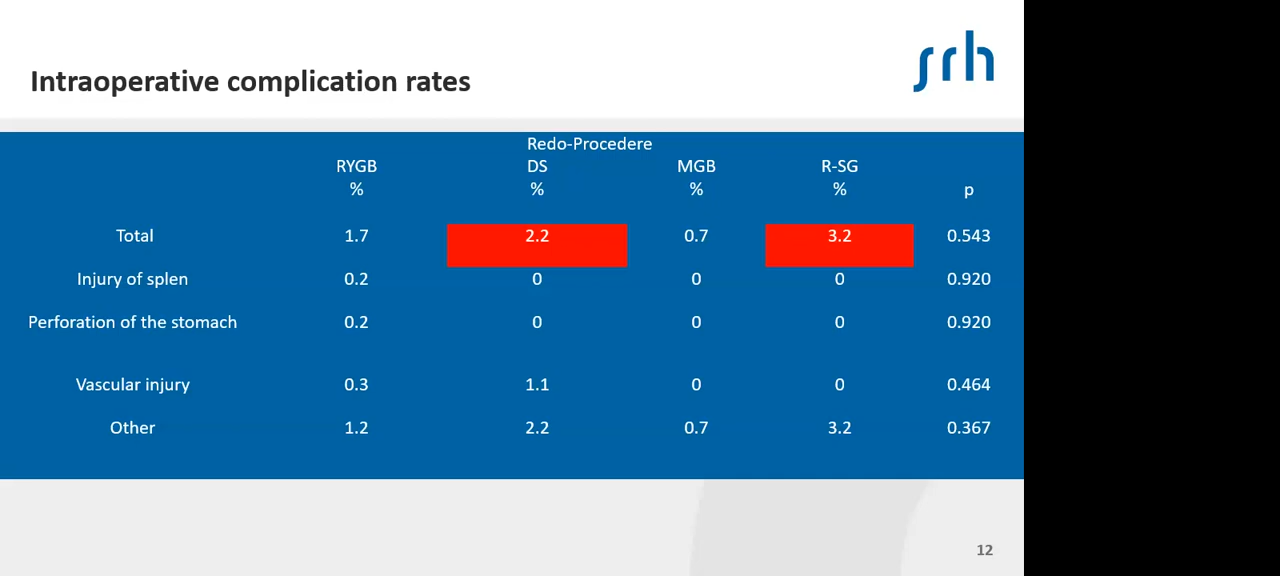 srh
Intraoperative complication rates
Redo-Procedere
RYGB DS MGB R-SG
% % % % p
Total 1.7 2.2 0.7 3.2 0.543
Injury of splen 0.2 0 0 0 0.920
Perforation of the stomach 0.2 0 0 0 0.920
Vascular injury 0.3 1.1 0 0 0.464
Other 1.2 2.2 0.7 3.2 0.367
12